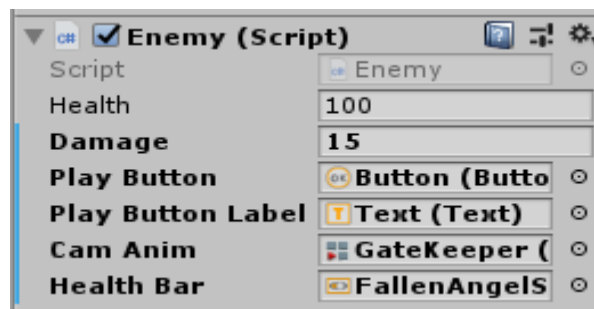 Enemy (Script)
Script Enemy
Health 100
Damage 15
Play Button Button (Butto
Play Button Label Text (Text)
Cam Anim GateKeeper (
Health Bar FallenAngelS